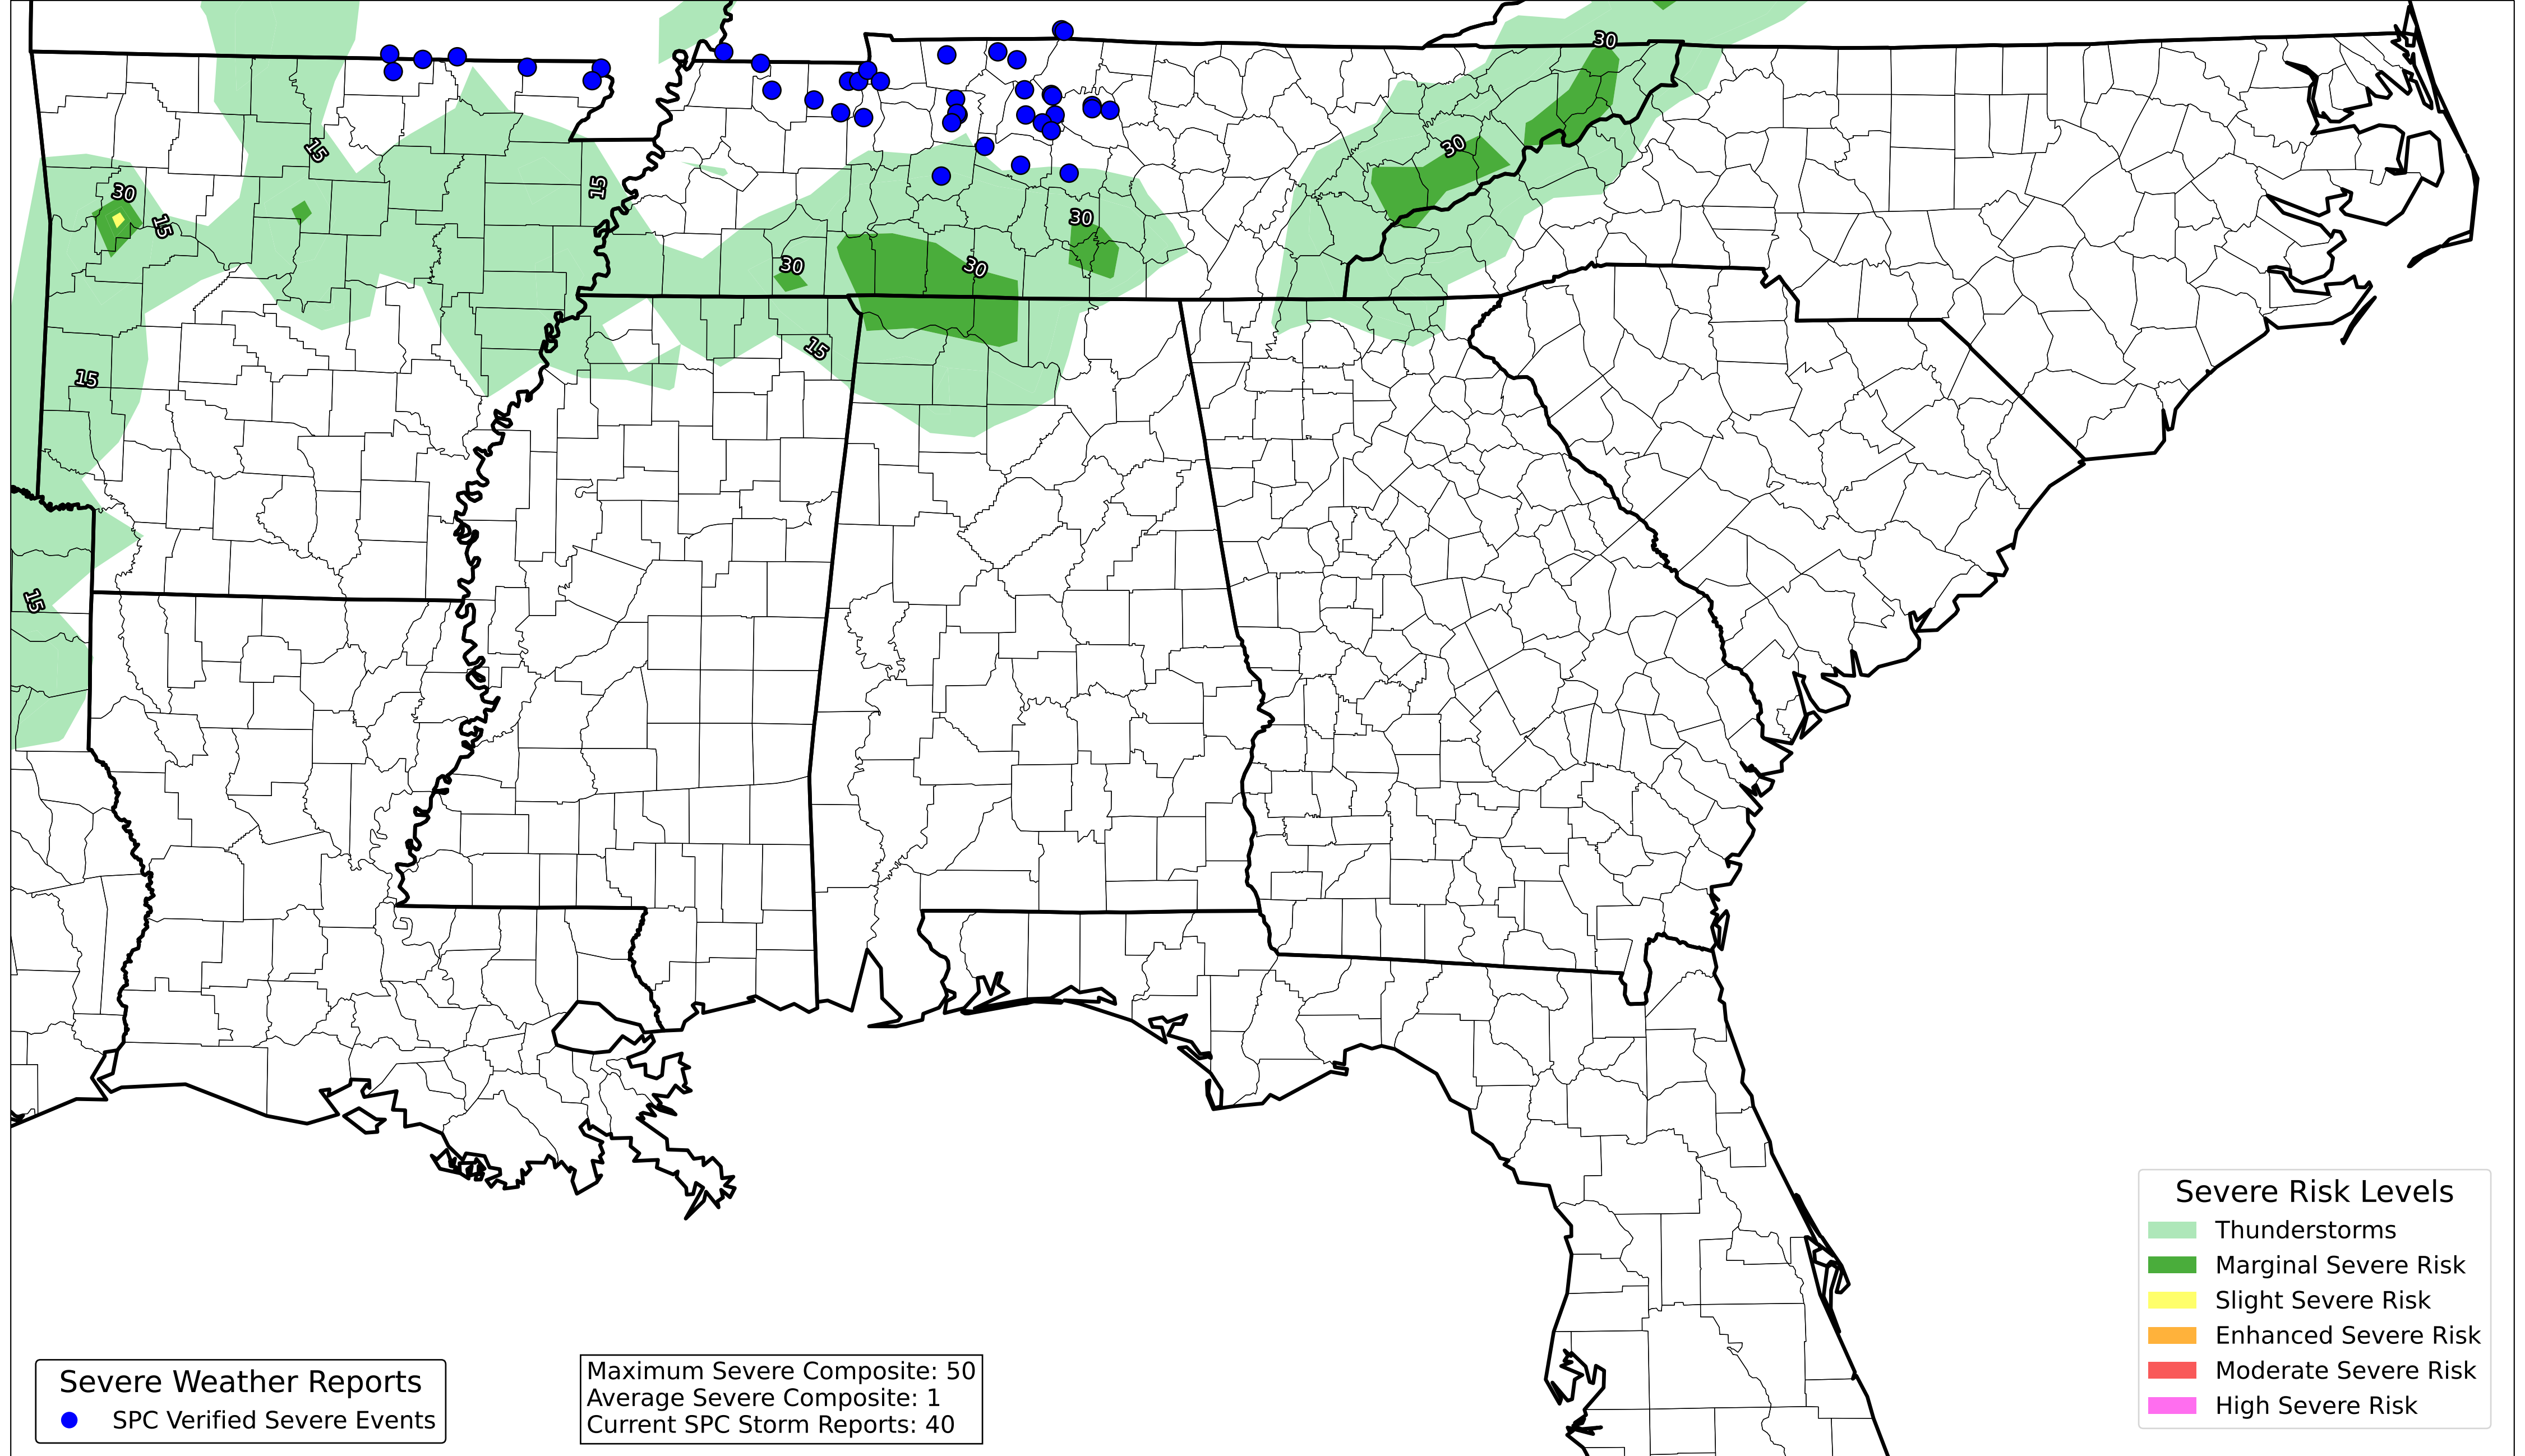 30
30
15
30
15
15
30
30
30
15
15
15
Severe Weather Reports
SPC Verified Severe Events
Maximum Severe Composite: 50
Average Severe Composite: 1
Current SPC Storm Reports: 40
Severe Risk Levels
Thunderstorms
Marginal Severe Risk
Slight Severe Risk
Enhanced Severe Risk
Moderate Severe Risk
High Severe Risk